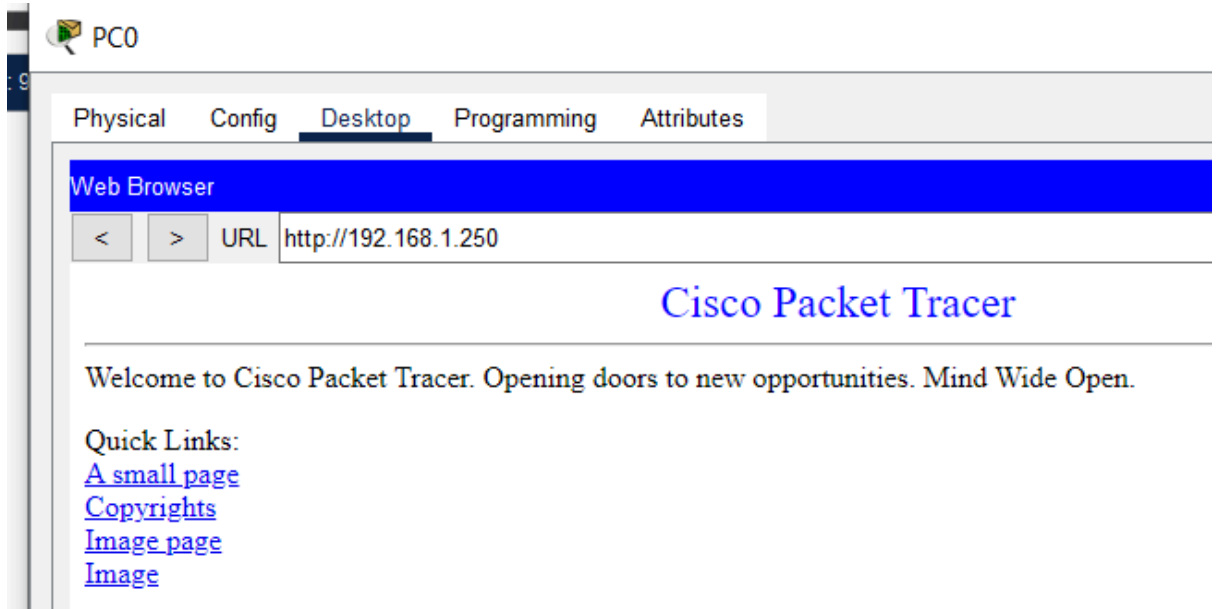 PC0
: 9
Physical Config Desktop Programming Attributes
Web Browser
< > URL http://192.168.1.250
Cisco Packet Tracer
Welcome to Cisco Packet Tracer. Opening doors to new opportunities. Mind Wide Open.
Quick Links:
A small page
Copyrights
Image page
Image